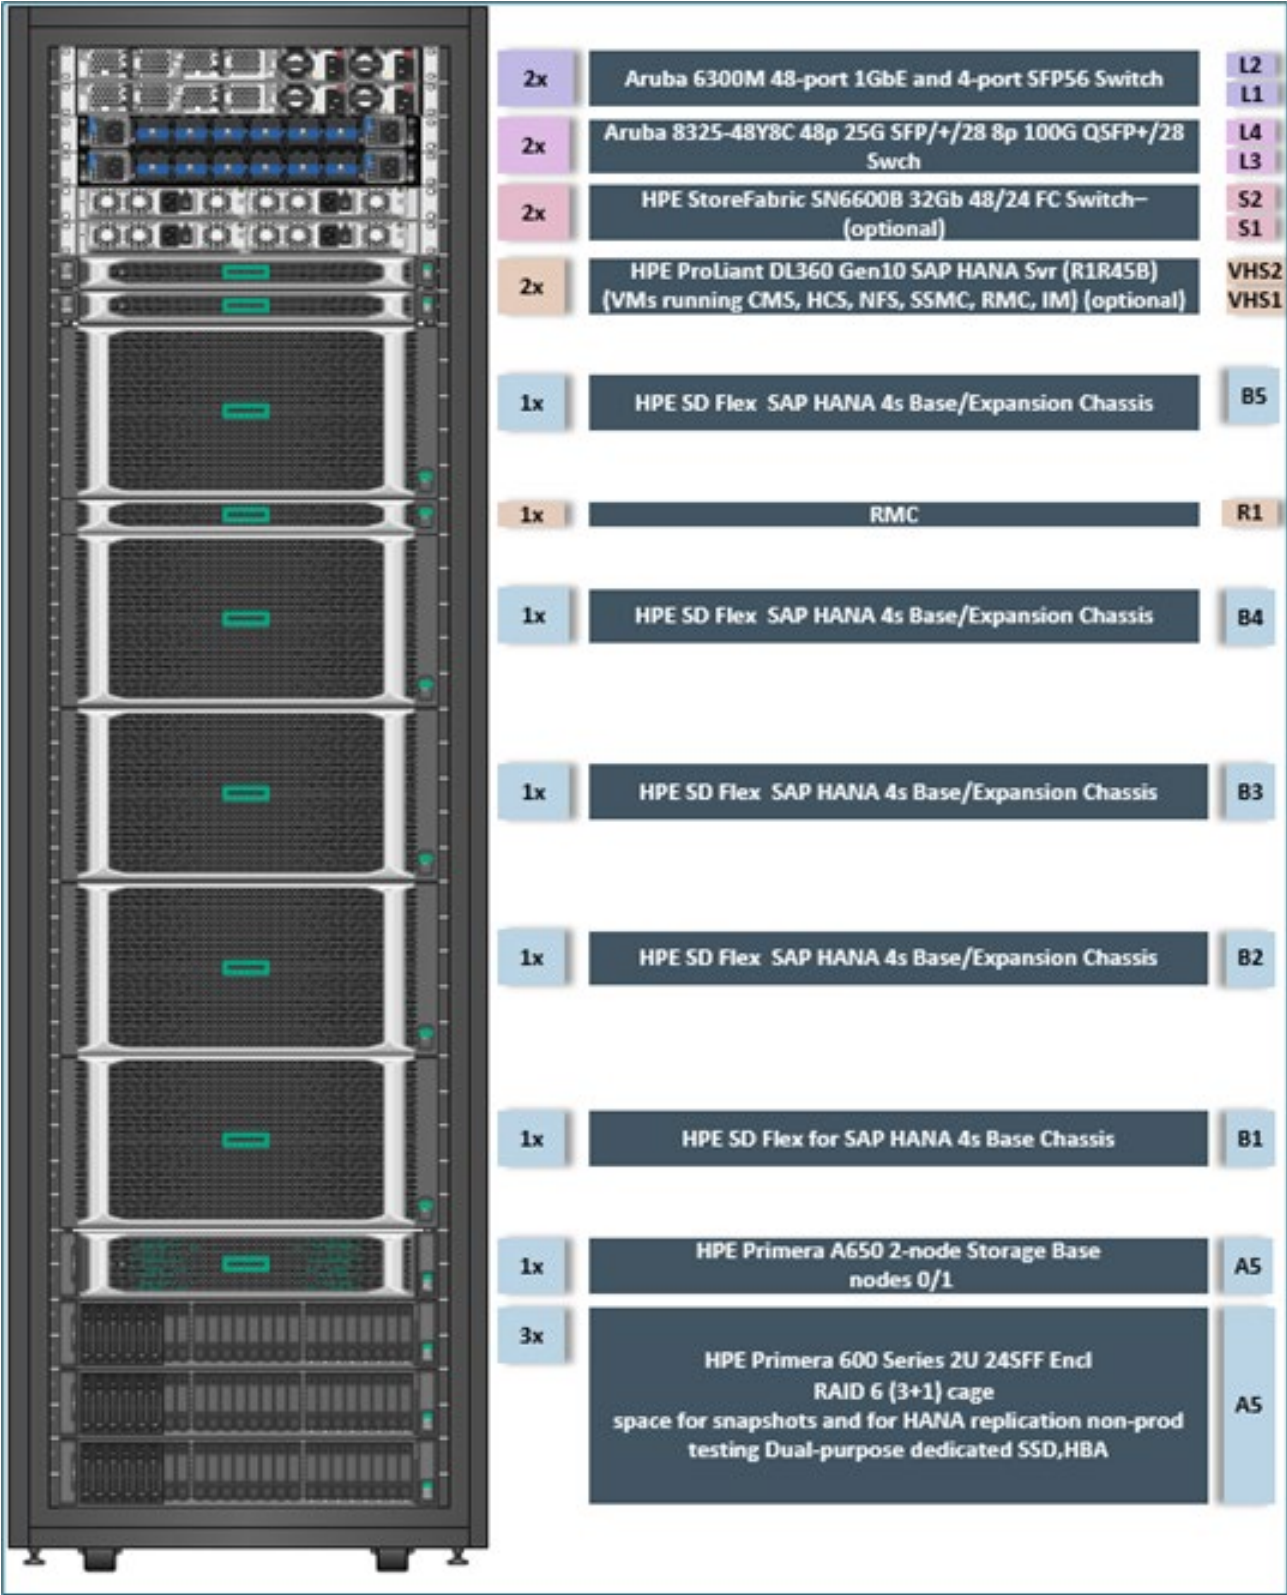 2x
Aruba 6300M 48-port 1GbE and 4-port SFP56 Switch
L2
L1
2x
Aruba 8325-48Y8C 48p 25G SFP/+/28 8p 100G QSFP+/28
Swch
L4
L3
2x
HPE StoreFabric SN6600B 32Gb 48/24 FC Switch–
(optional)
S2
S1
2x
HPE ProLiant DL360 Gen10 SAP HANA Svr (R1R45B)
(VMs running CMS, HCS, NFS, SSMC, RMC, IM) (optional)
VHS2
VHS1
1x
HPE SD Flex SAP HANA 4s Base/Expansion Chassis
B5
1x
RMC
R1
1x
HPE SD Flex SAP HANA 4s Base/Expansion Chassis
B4
1x
HPE SD Flex SAP HANA 4s Base/Expansion Chassis
B3
1x
HPE SD Flex SAP HANA 4s Base/Expansion Chassis
B2
1x
HPE SD Flex for SAP HANA 4s Base Chassis
B1
1x
HPE Primera A650 2-node Storage Base
nodes 0/1
A5
3x
HPE Primera 600 Series 2U 24SFF Encl
RAID 6 (3+1) cage
space for snapshots and for HANA replication non-prod
testing Dual-purpose dedicated SSD,HBA
A5